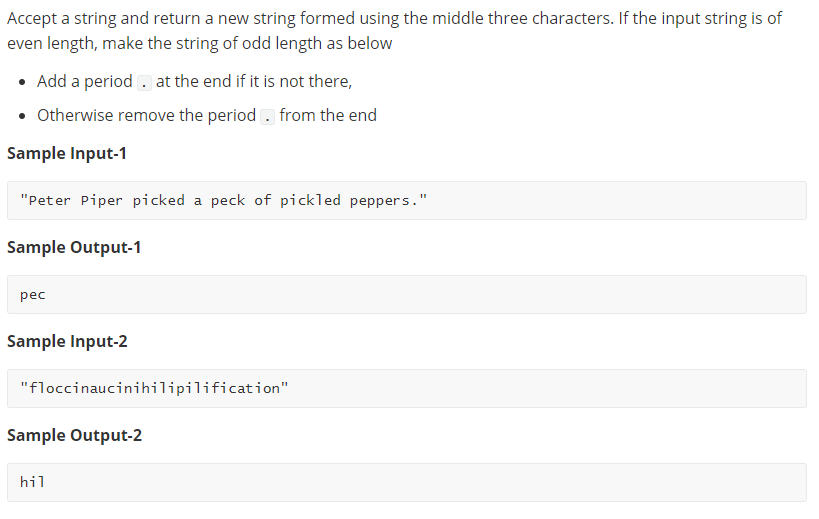 Accept a string and return a new string formed using the middle three characters. If the input string is of
even length, make the string of odd length as below
• Add a period . at the end if it is not there,
• Otherwise remove the period . from the end
Sample Input-1
"Peter Piper picked a peck of pickled peppers."
Sample Output-1
pec
Sample Input-2
"floccinaucinihilipilification"
Sample Output-2
hil